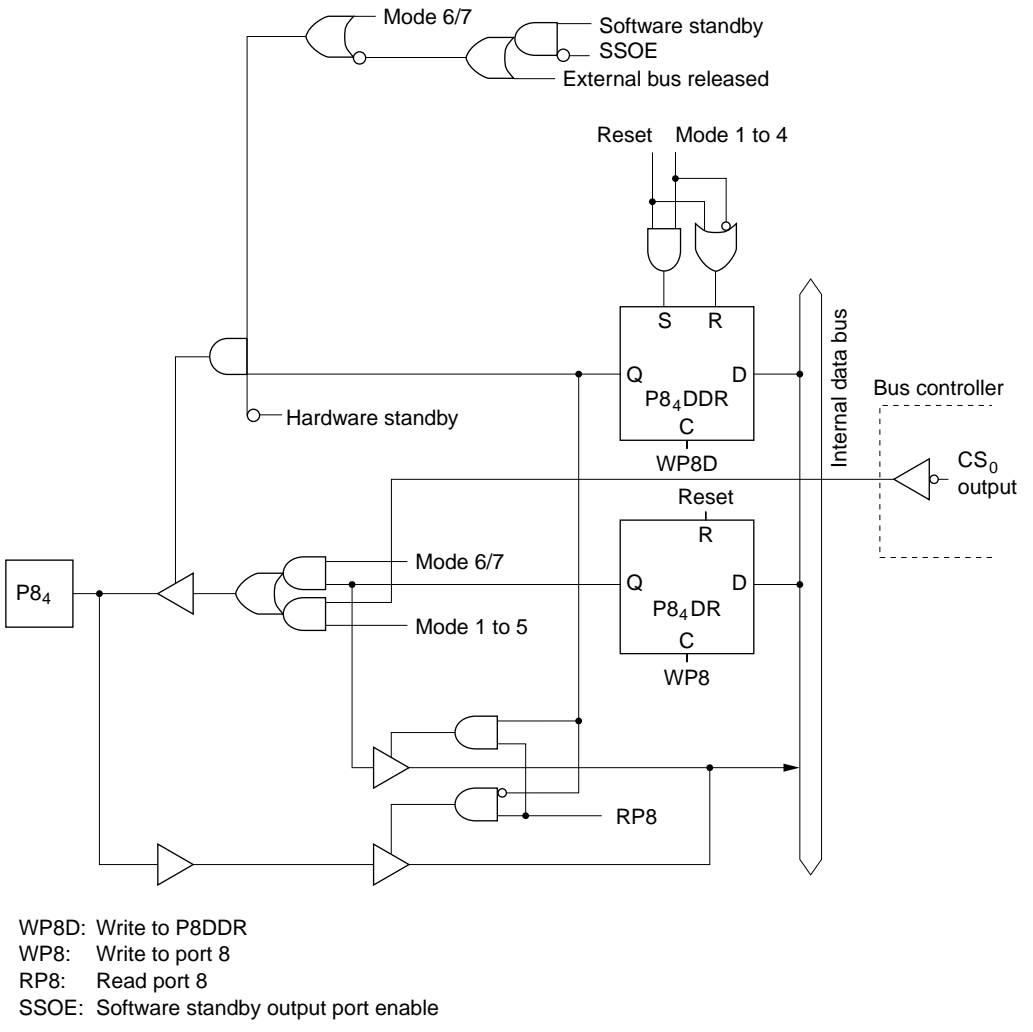 Mode 6/7
Software standby
SSOE
External bus released
Reset
Mode 1 to 4
S
R
Q
D
P8₄DDR
C
WP8D
Internal data bus
Bus controller
CS₀
output
Hardware standby
Reset
R
Mode 6/7
Q
D
P8₄
P8₄DR
Mode 1 to 5
C
WP8
RP8
WP8D: Write to P8DDR
WP8: Write to port 8
RP8: Read port 8
SSOE: Software standby output port enable